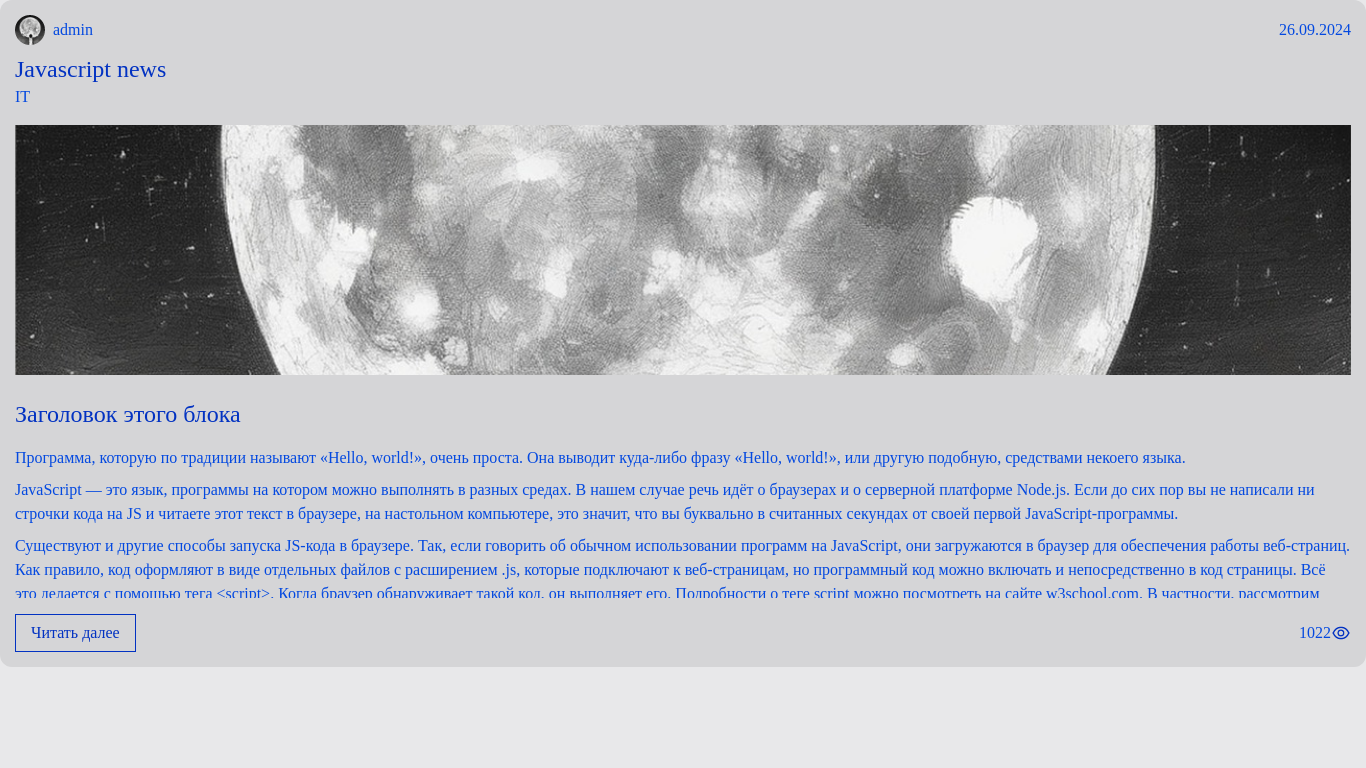 admin
26.09.2024
Javascript news
IT
Заголовок этого блока
Программа, которую по традиции называют «Hello, world!», очень проста. Она выводит куда-либо фразу «Hello, world!», или другую подобную, средствами некоего языка.
JavaScript — это язык, программы на котором можно выполнять в разных средах. В нашем случае речь идёт о браузерах и о серверной платформе Node.js. Если до сих пор вы не написали ни
строчки кода на JS и читаете этот текст в браузере, на настольном компьютере, это значит, что вы буквально в считанных секундах от своей первой JavaScript-программы.
Существуют и другие способы запуска JS-кода в браузере. Так, если говорить об обычном использовании программ на JavaScript, они загружаются в браузер для обеспечения работы веб-страниц.
Как правило, код оформляют в виде отдельных файлов с расширением .js, которые подключают к веб-страницам, но программный код можно включать и непосредственно в код страницы. Всё
это делается с помощью тега <script>. Когда браузер обнаруживает такой код, он выполняет его. Подробности о теге script можно посмотреть на сайте w3school.com. В частности, рассмотрим
Читать далее
1022